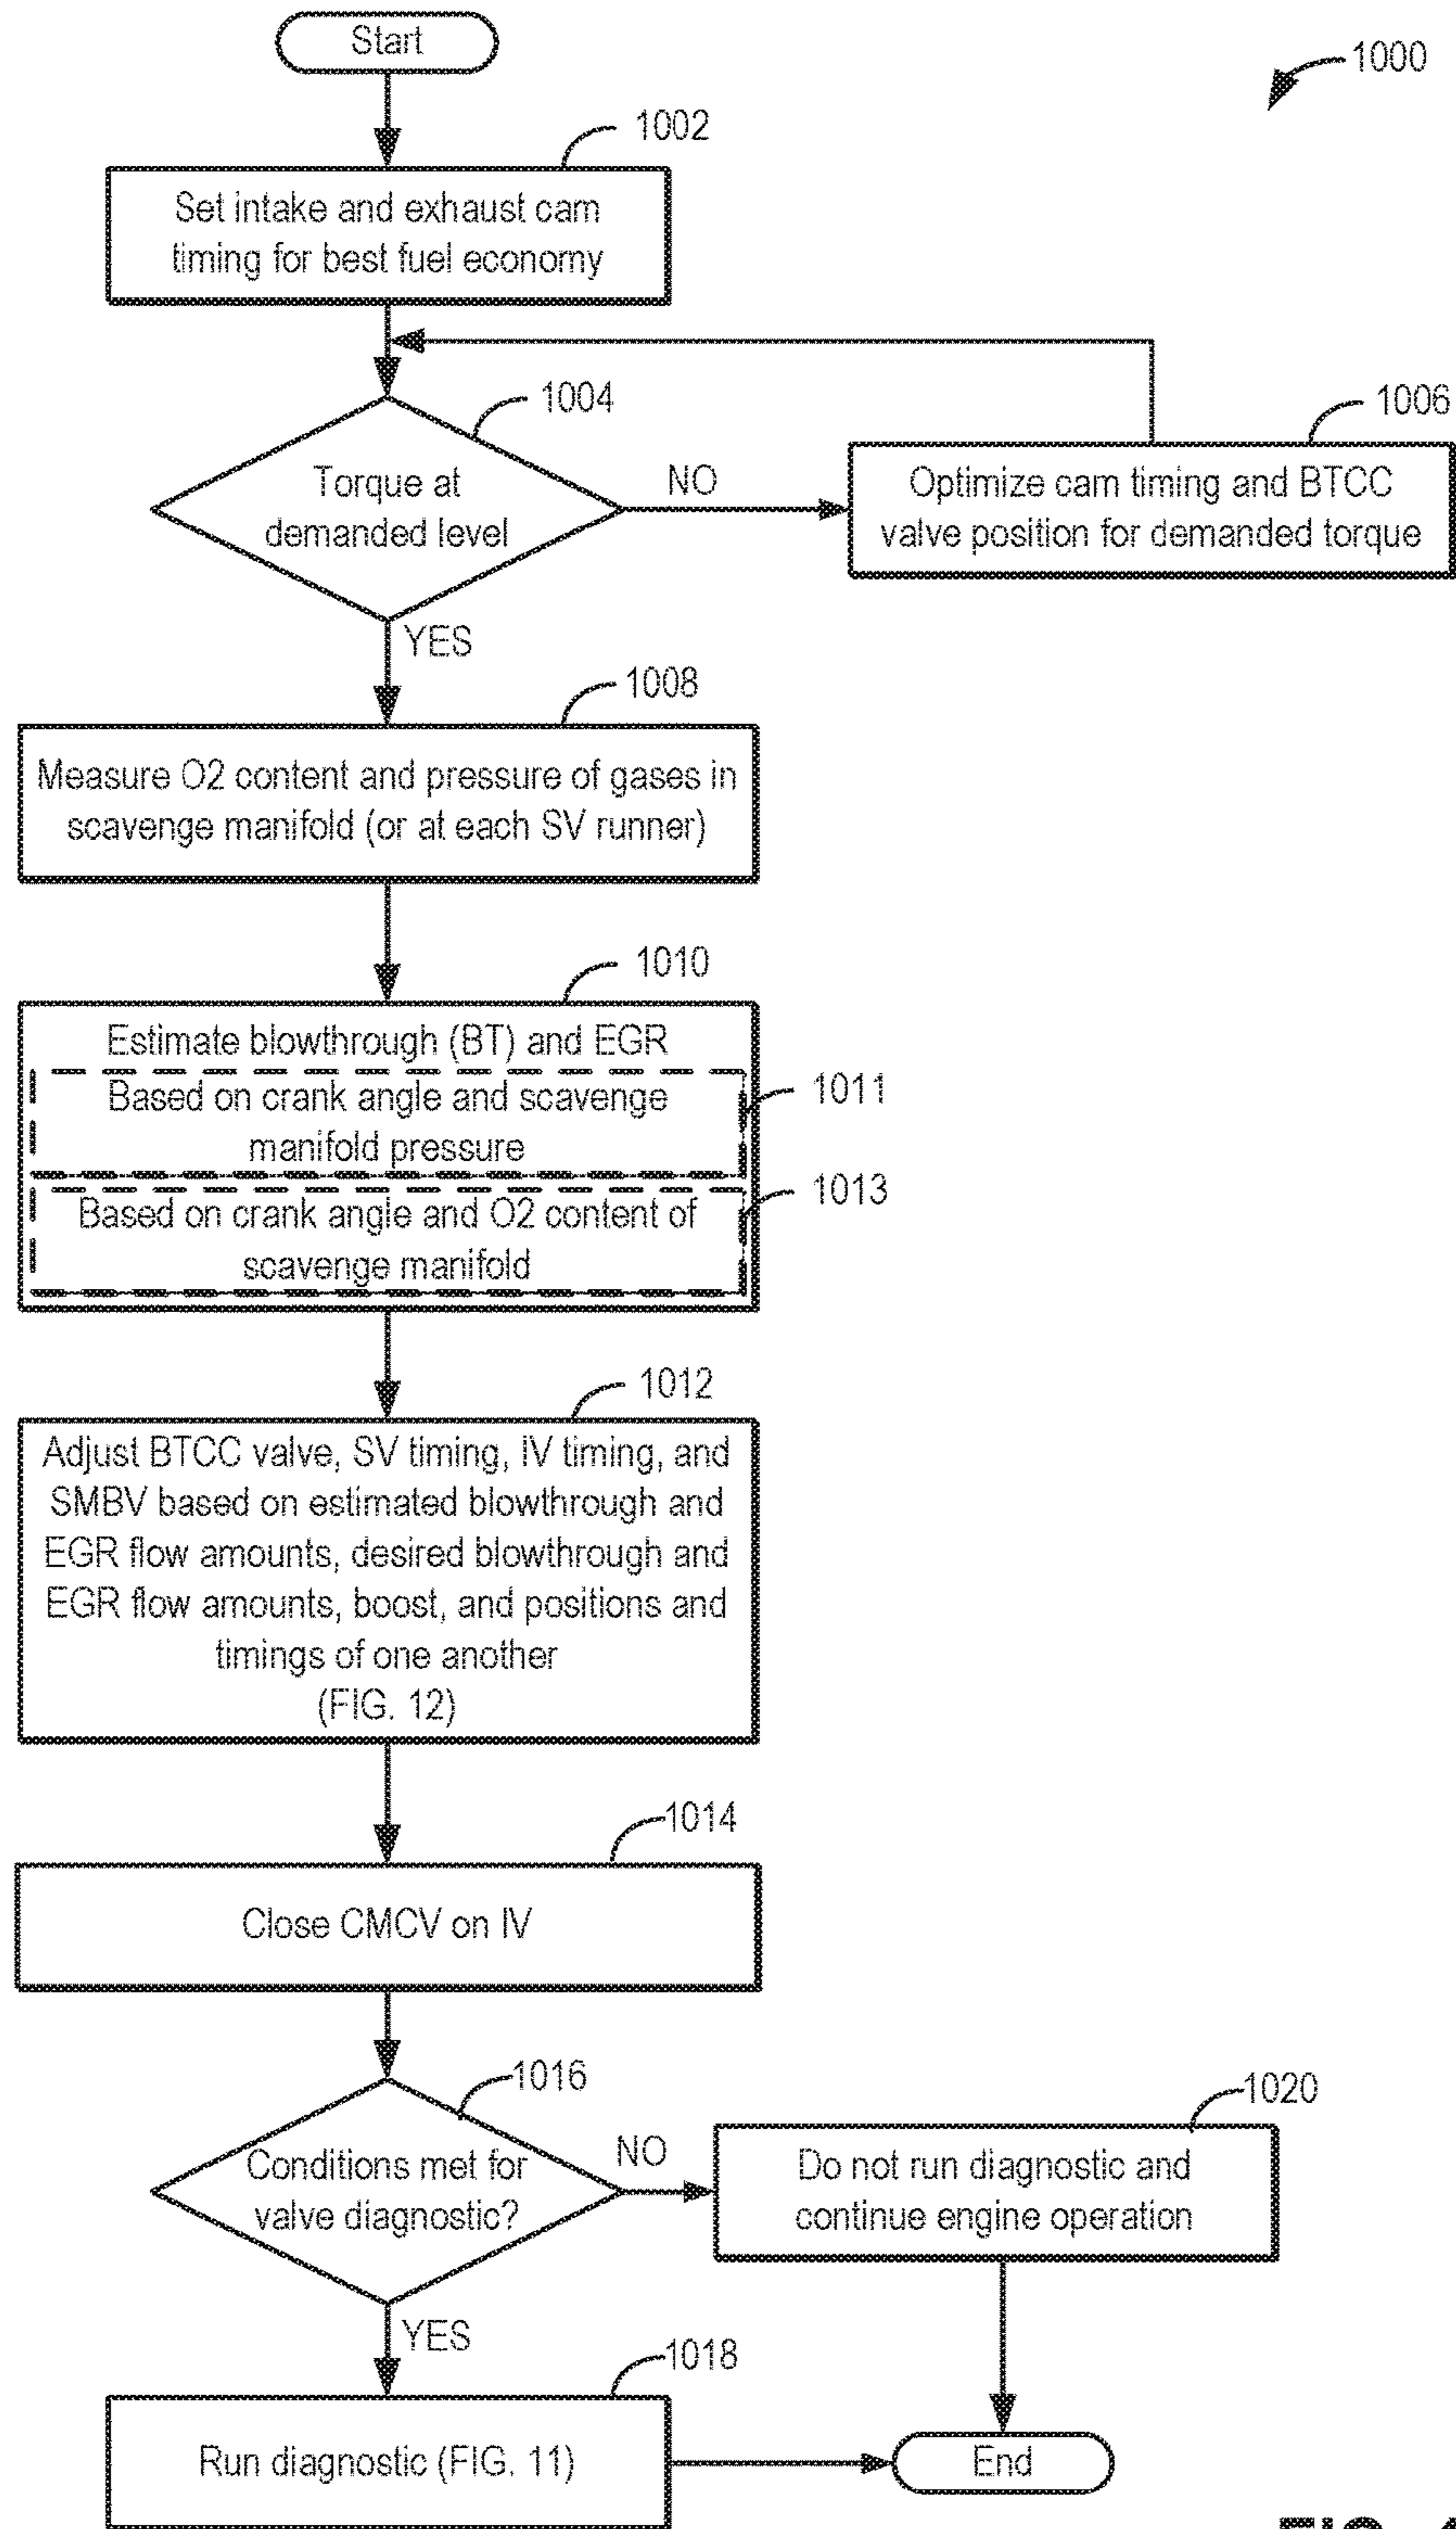 Start
1000
1002
Set intake and exhaust cam
timing for best fuel economy
1004
Torque at
demanded level
NO
1006
Optimize cam timing and BTCC
valve position for demanded torque
YES
1008
Measure O2 content and pressure of gases in
scavenge manifold (or at each SV runner)
1010
Estimate blowthrough (BT) and EGR
Based on crank angle and scavenge
manifold pressure
1011
Based on crank angle and O2 content of
scavenge manifold
1013
1012
Adjust BTCC valve, SV timing, IV timing, and
SMBV based on estimated blowthrough and
EGR flow amounts, desired blowthrough and
EGR flow amounts, boost, and positions and
timings of one another
(FIG. 12)
1014
Close CMCV on IV
1016
Conditions met for
valve diagnostic?
NO
1020
Do not run diagnostic and
continue engine operation
YES
1018
Run diagnostic (FIG. 11)
End